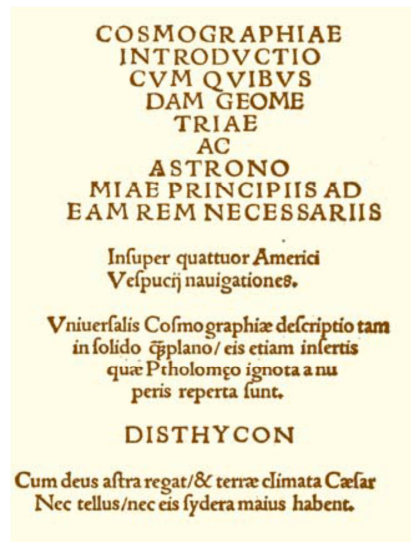 COSMOGRAPHIAE
INTRODVCTIO
CVM QVIBVS
DAM GEOME
TRIAE
AC
ASTRONO
MIAE PRINCIPIIS AD
EAM REM NECESSARIIS
Inſuper quattuor Americi
Veſpucij nauigationes.
Vniuerſalis Coſmographiæ deſcriptio tam
in ſolido ꝙplano/ eis etiam inſertis
quæ Ptholomęo ignota a nu
peris reperta ſunt.
DISTHYCON
Cum deus aſtra regat/& terræ climata Cæſar
Nec tellus/nec eis ſydera maius habent.